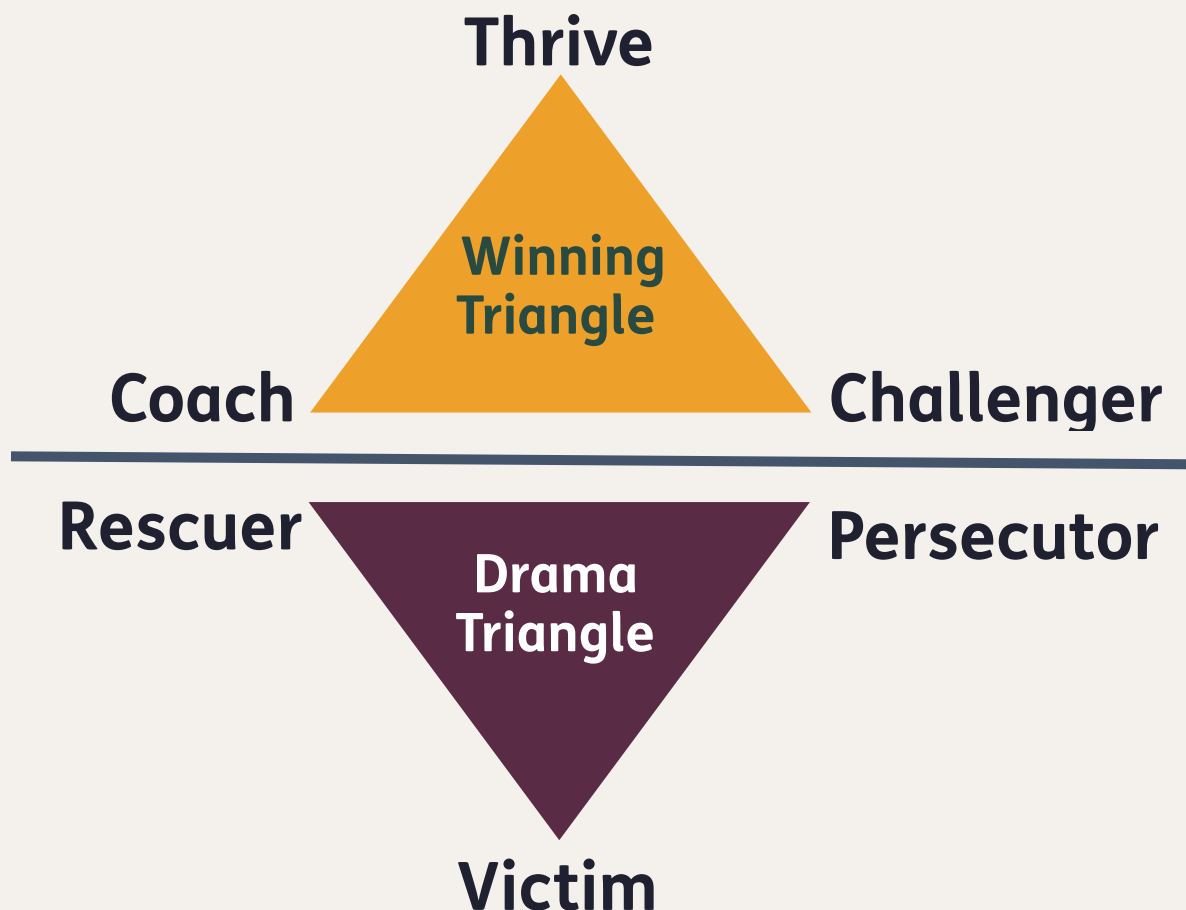 Thrive
Winning
Triangle
Coach
Challenger
Rescuer
Persecutor
Drama
Triangle
Victim